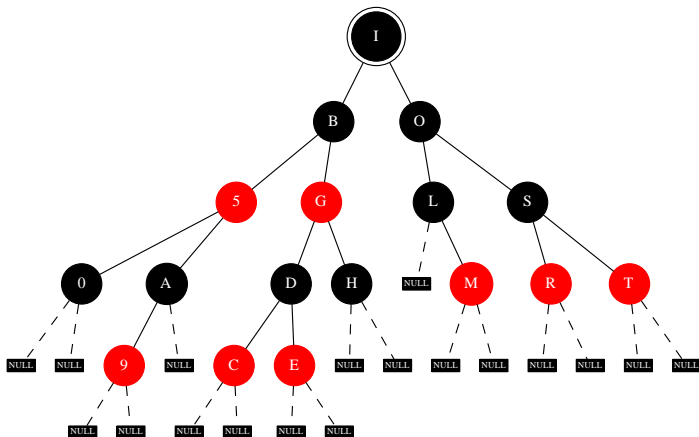 I
B O
5 G L S
0 A D H NULL M R T
NULL NULL 9 NULL C E NULL NULL NULL NULL NULL NULL NULL NULL
NULL NULL NULL NULL NULL NULL